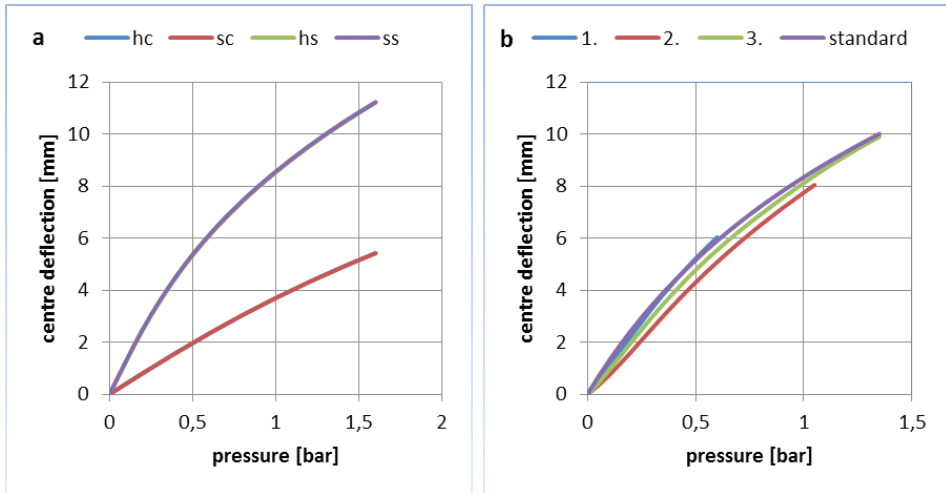 a
hc sc hs ss
12
10
8
6
4
2
0
0 0,5 1 1,5 2
centre deflection [mm]
pressure [bar]
b
1. 2. 3. standard
12
10
8
6
4
2
0
0 0,5 1 1,5
centre deflection [mm]
pressure [bar]